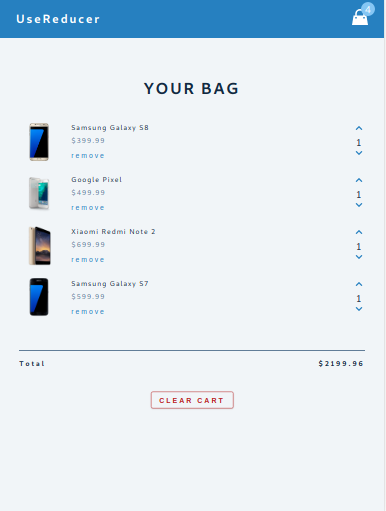 UseReducer
4
YOUR BAG
Samsung Galaxy S8
$399.99
remove
1
Google Pixel
$499.99
remove
1
Xiaomi Redmi Note 2
$699.99
remove
1
Samsung Galaxy S7
$599.99
remove
1
Total $2199.96
CLEAR CART